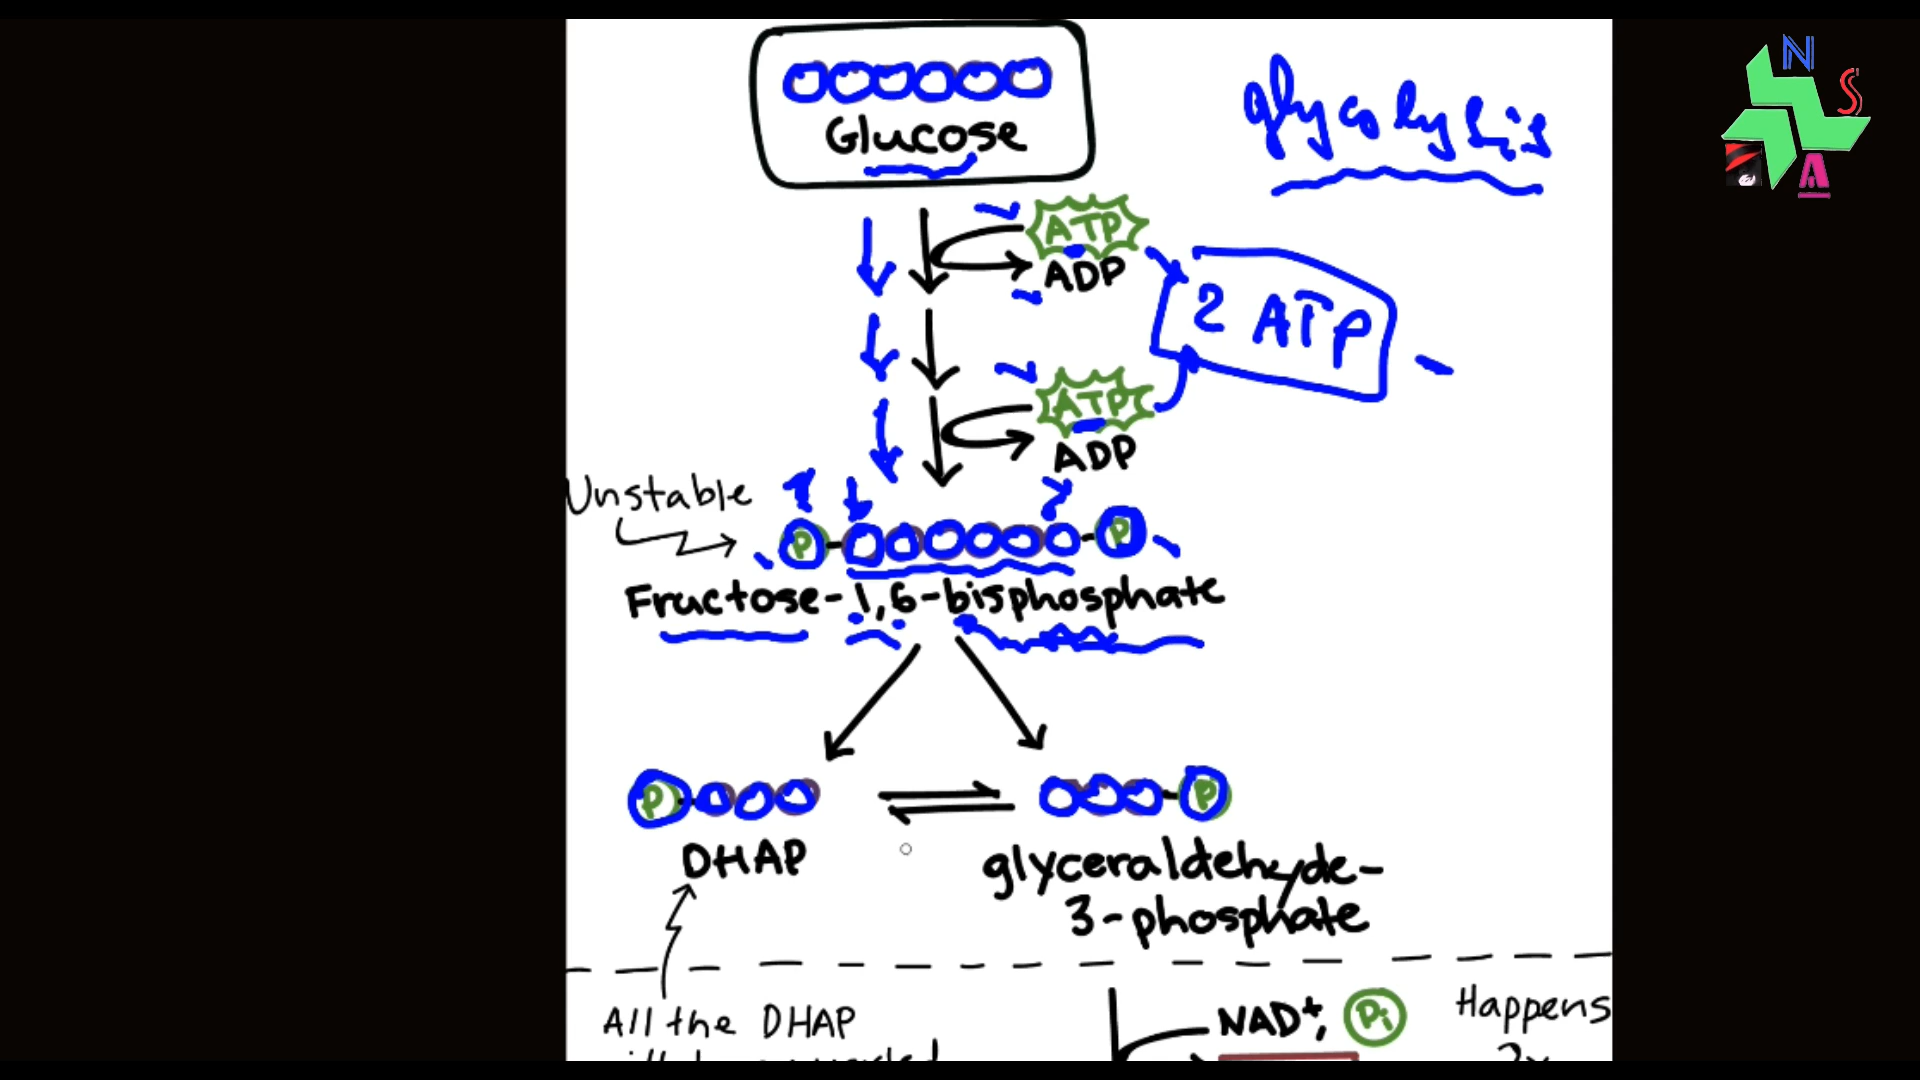 Glucose
glycolysis
N
S
A
ATP
ADP
2 ATP
ATP
ADP
Unstable
P
P
Fructose-1,6-bisphosphate
P
P
DHAP
glyceraldehyde-
3-phosphate
All the DHAP
NAD+, Pi
Happens
2x